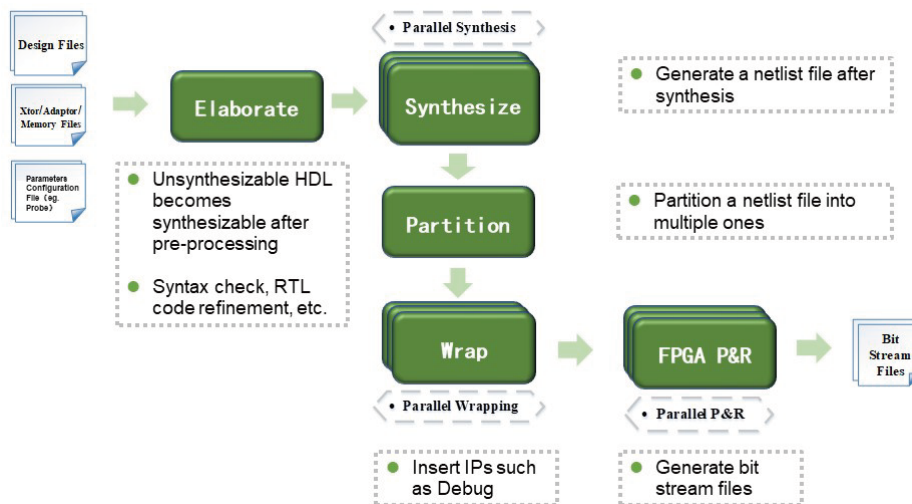 Design Files
Xtor/Adaptor/
Memory Files
Parameters
Configuration
File (eg.
Probe)
Elaborate
• Parallel Synthesis
Synthesize
Generate a netlist file after
synthesis
Unsynthesizable HDL
becomes
synthesizable after
pre-processing
Syntax check, RTL
code refinement, etc.
Partition
Partition a netlist file into
multiple ones
Wrap
• Parallel Wrapping
Insert IPs such
as Debug
FPGA P&R
• Parallel P&R
Generate bit
stream files
Bit
Stream
Files